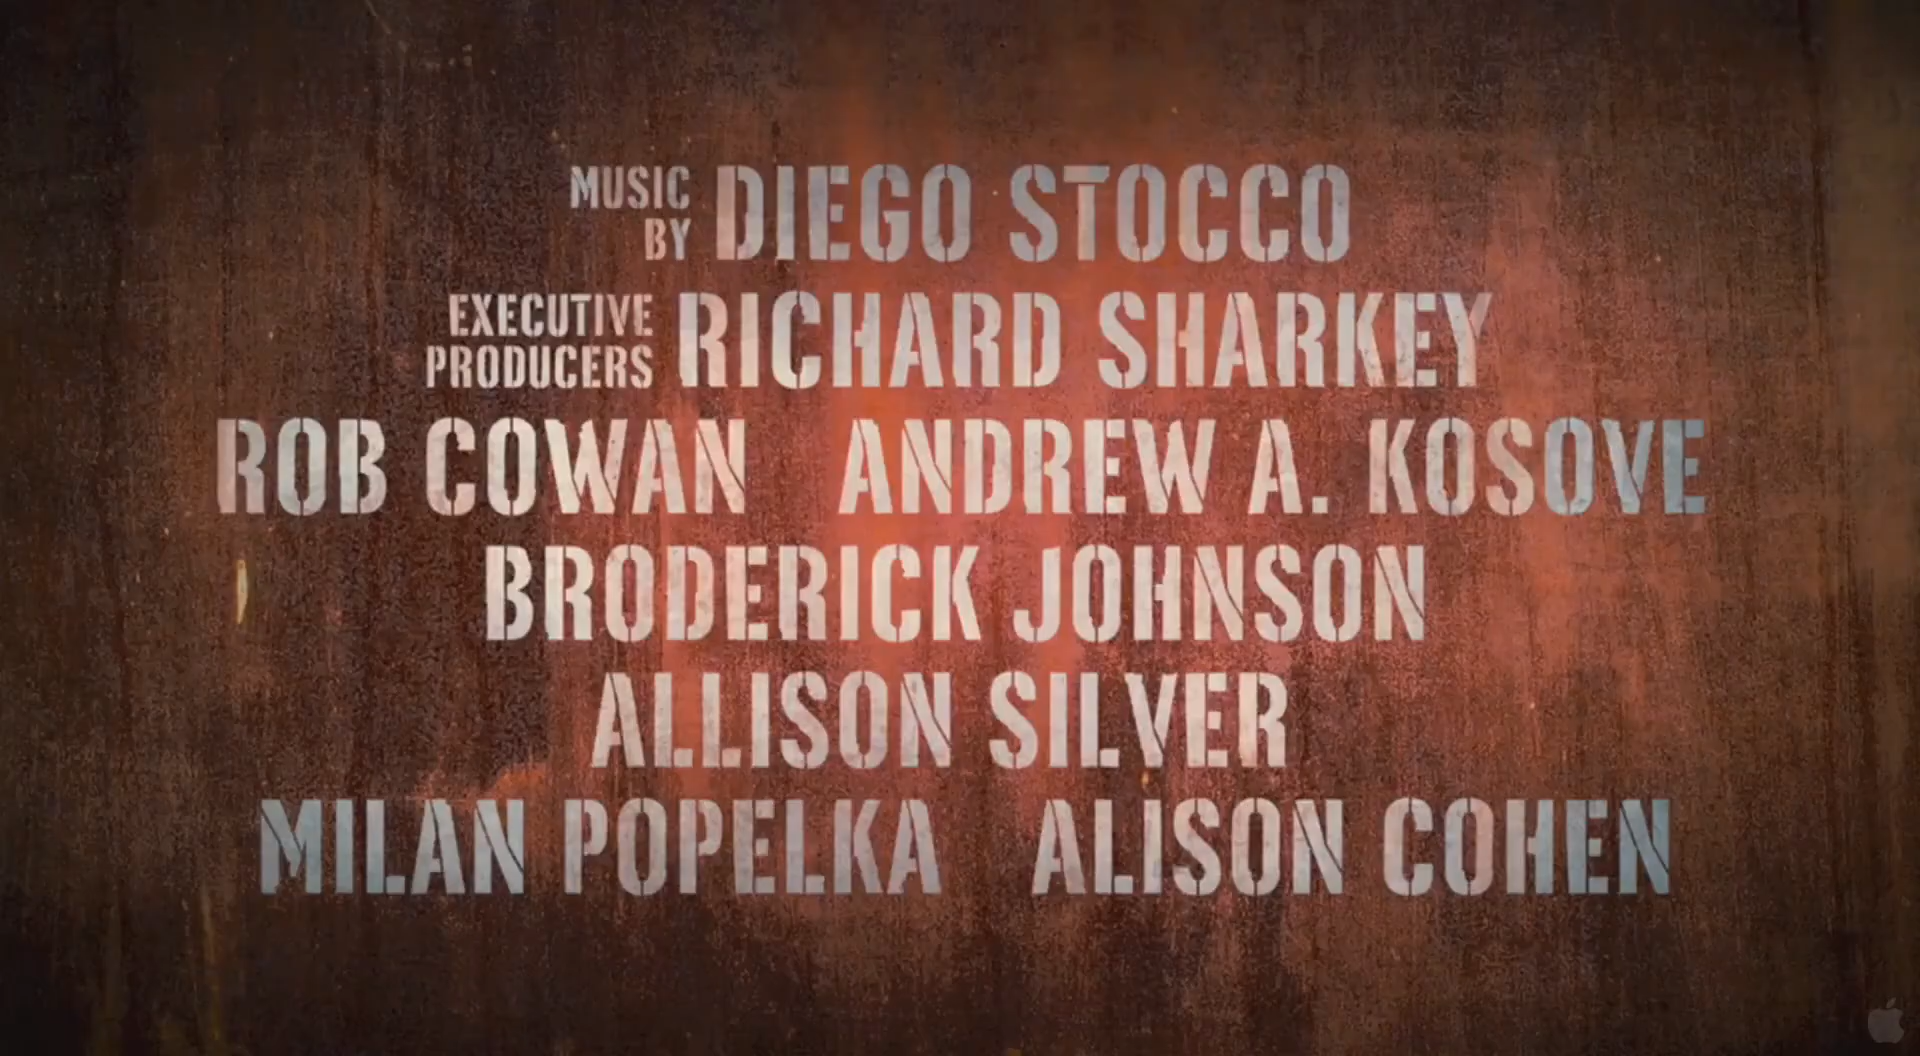 MUSIC BY DIEGO STOCCO
EXECUTIVE PRODUCERS RICHARD SHARKEY
ROB COWAN ANDREW A. KOSOVE
BRODERICK JOHNSON
ALLISON SILVER
MILAN POPELKA ALISON COHEN